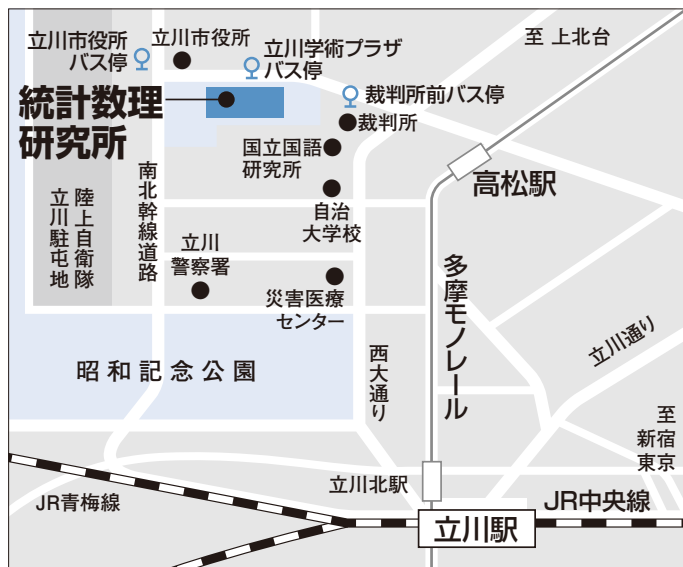 立川市役所
バス停
立川市役所
立川学術プラザ
バス停
至 上北台
統計数理
研究所
裁判所前バス停
裁判所
国立国語
研究所
高松駅
自治
大学校
南北幹線道路
陸上自衛隊
立川駐屯地
立川
警察署
災害医療
センター
多摩モノレール
立川通り
昭和記念公園
西大通り
至
新宿
東京
立川北駅
JR青梅線
JR中央線
立川駅